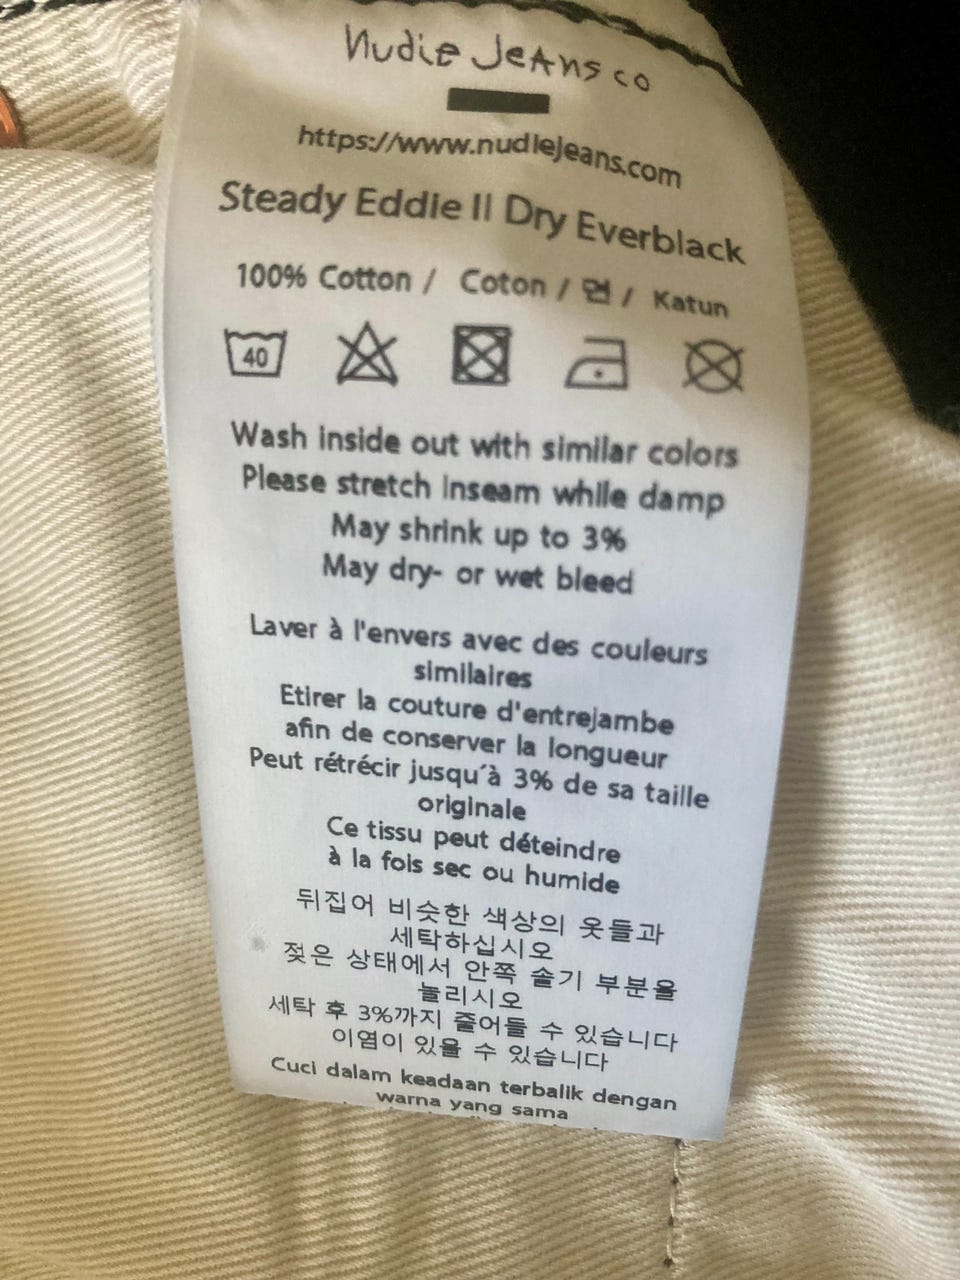 Nudie Jeans co
https://www.nudiejeans.com
Steady Eddie II Dry Everblack
100% Cotton / Coton / 면 / Katun
40
Wash inside out with similar colors
Please stretch inseam while damp
May shrink up to 3%
May dry- or wet bleed
Laver à l'envers avec des couleurs
similaires
Etirer la couture d'entrejambe
afin de conserver la longueur
Peut rétrécir jusqu´à 3% de sa taille
originale
Ce tissu peut déteindre
à la fois sec ou humide
뒤집어 비슷한 색상의 옷들과
세탁하십시오
젖은 상태에서 안쪽 솔기 부분을
늘리시오
세탁 후 3%까지 줄어들 수 있습니다
이염이 있을 수 있습니다
Cuci dalam keadaan terbalik dengan
warna yang sama